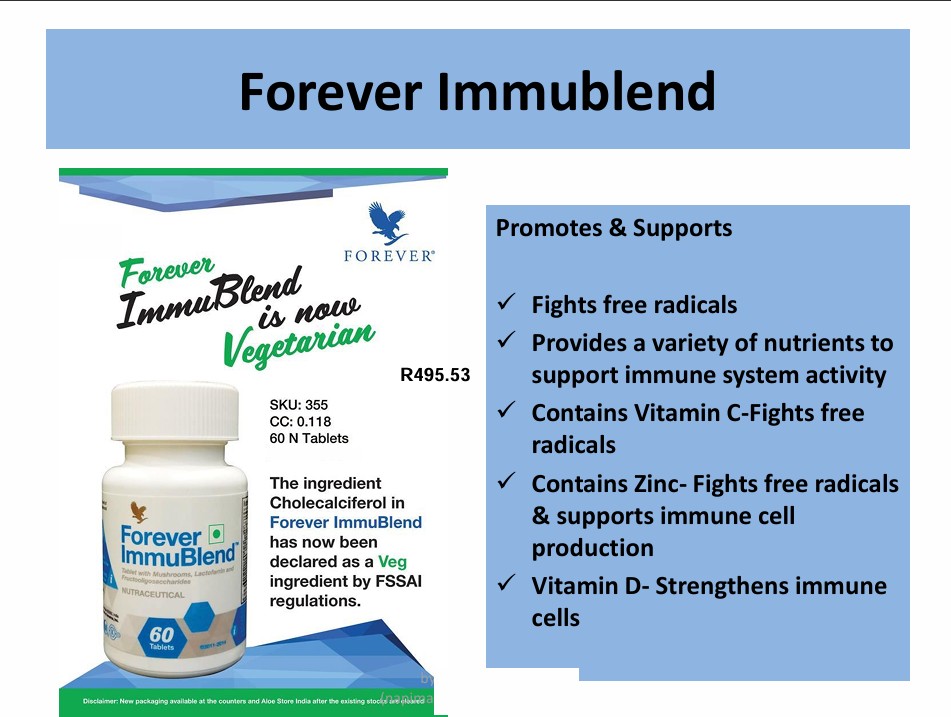 Forever Immublend
FOREVER®
Forever
ImmuBlend
is now
Vegetarian
R495.53
SKU: 355
CC: 0.118
60 N Tablets
The ingredient
Cholecalciferol in
Forever ImmuBlend
has now been
declared as a Veg
ingredient by FSSAI
regulations.
Forever
ImmuBlend™
Tablet with Mushrooms, Lactoferrin and
Fructooligosaccharides
NUTRACEUTICAL
60
Tablets
by
Disclaimer: New packaging available at the counters and Aloe Store India after the existing stocks are cleared
Promotes & Supports
✓ Fights free radicals
✓ Provides a variety of nutrients to
support immune system activity
✓ Contains Vitamin C-Fights free
radicals
✓ Contains Zinc- Fights free radicals
& supports immune cell
production
✓ Vitamin D- Strengthens immune
cells